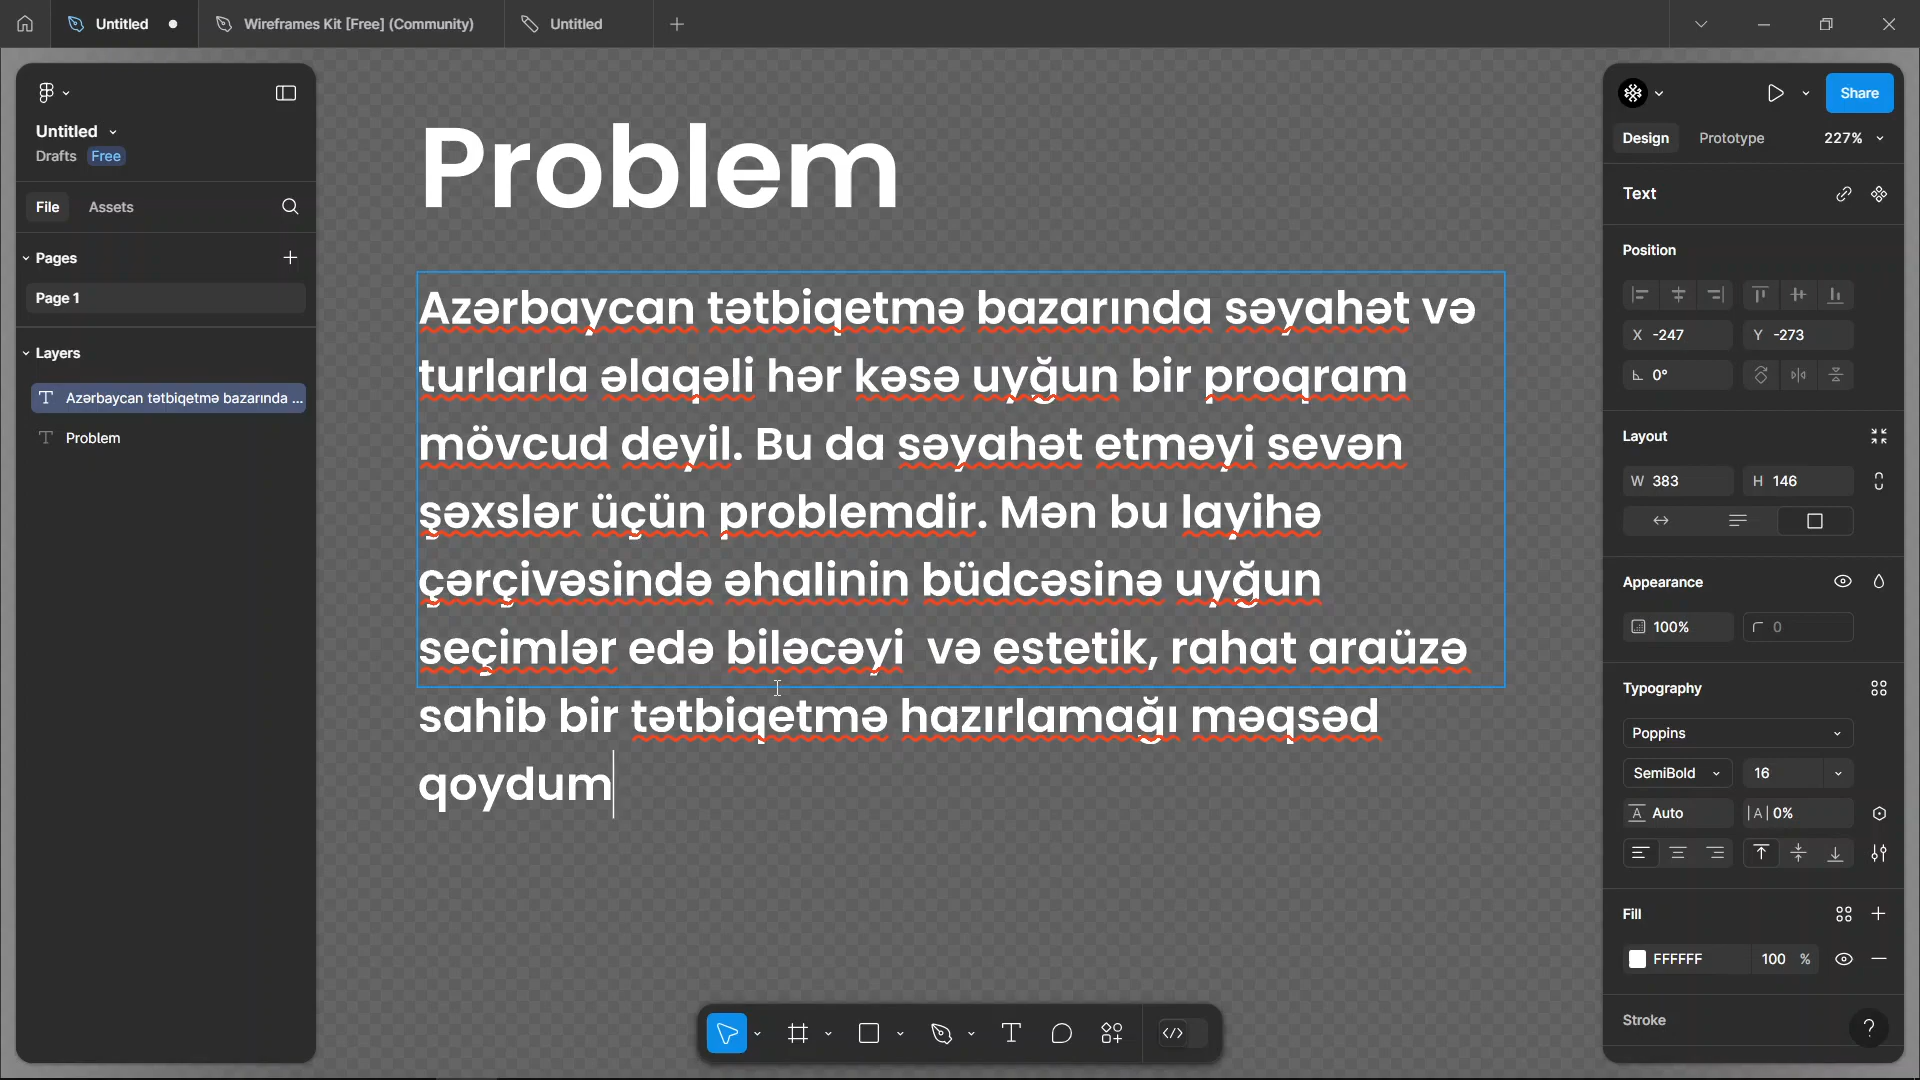 Untitled
Wireframes Kit [Free] (Community)
Untitled
Untitled
Drafts Free
File Assets
Pages
Page 1
Layers
Azərbaycan tətbiqetmə bazarında ...
Problem
Problem
Azərbaycan tətbiqetmə bazarında səyahət və
turlarla əlaqəli hər kəsə uyğun bir proqram
mövcud deyil. Bu da səyahət etməyi sevən
şəxslər üçün problemdir. Mən bu layihə
çərçivəsində əhalinin büdcəsinə uyğun
seçimlər edə biləcəyi  və estetik, rahat araüzə
sahib bir tətbiqetmə hazırlamağı məqsəd
qoydum
Share
Design Prototype 227%
Text
Position
X -247 Y -273
0°
Layout
W 383 H 146
Appearance
100% 0
Typography
Poppins
SemiBold 16
Auto 0%
Fill
FFFFFF 100 %
Stroke
?